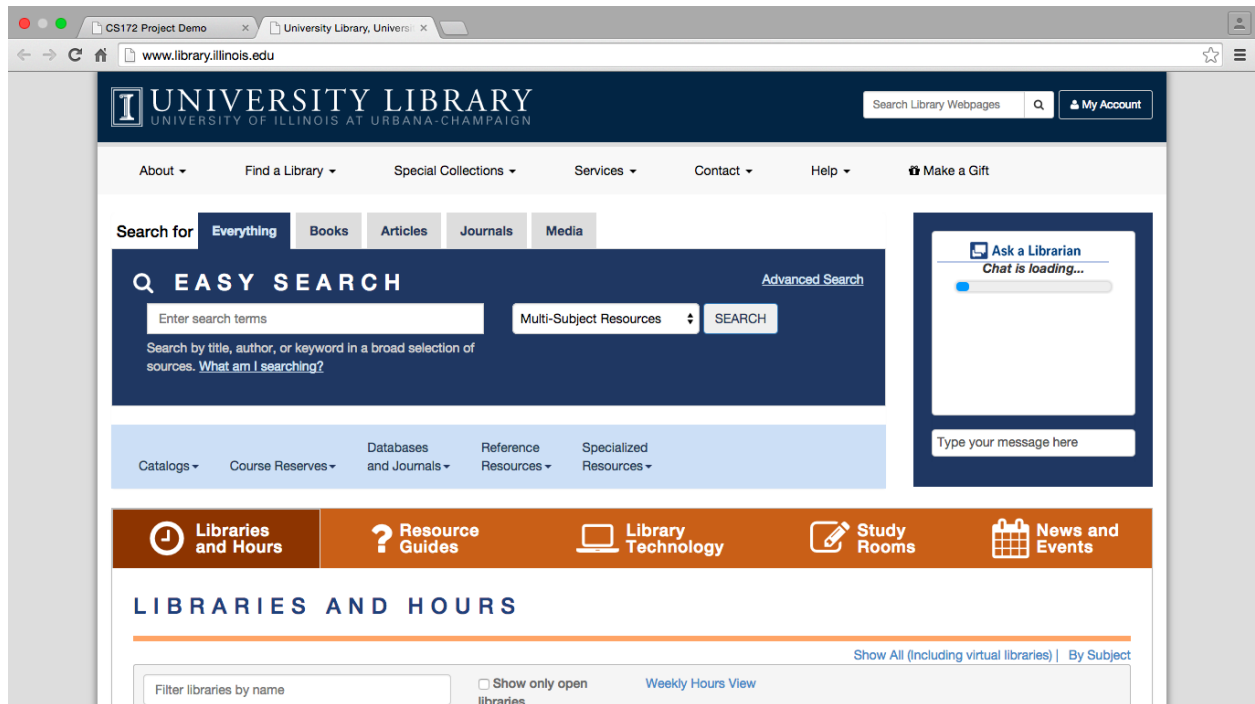 CS172 Project Demo
University Library, Universi
www.library.illinois.edu
UNIVERSITY LIBRARY
UNIVERSITY OF ILLINOIS AT URBANA-CHAMPAIGN
Search Library Webpages
My Account
About
Find a Library
Special Collections
Services
Contact
Help
Make a Gift
Search for
Everything
Books
Articles
Journals
Media
EASY SEARCH
Advanced Search
Enter search terms
Multi-Subject Resources
SEARCH
Search by title, author, or keyword in a broad selection of
sources. What am I searching?
Ask a Librarian
Chat is loading...
Type your message here
Catalogs
Course Reserves
Databases
and Journals
Reference
Resources
Specialized
Resources
Libraries
and Hours
Resource
Guides
Library
Technology
Study
Rooms
News and
Events
LIBRARIES AND HOURS
Show All (Including virtual libraries) | By Subject
Filter libraries by name
Show only open
libraries
Weekly Hours View